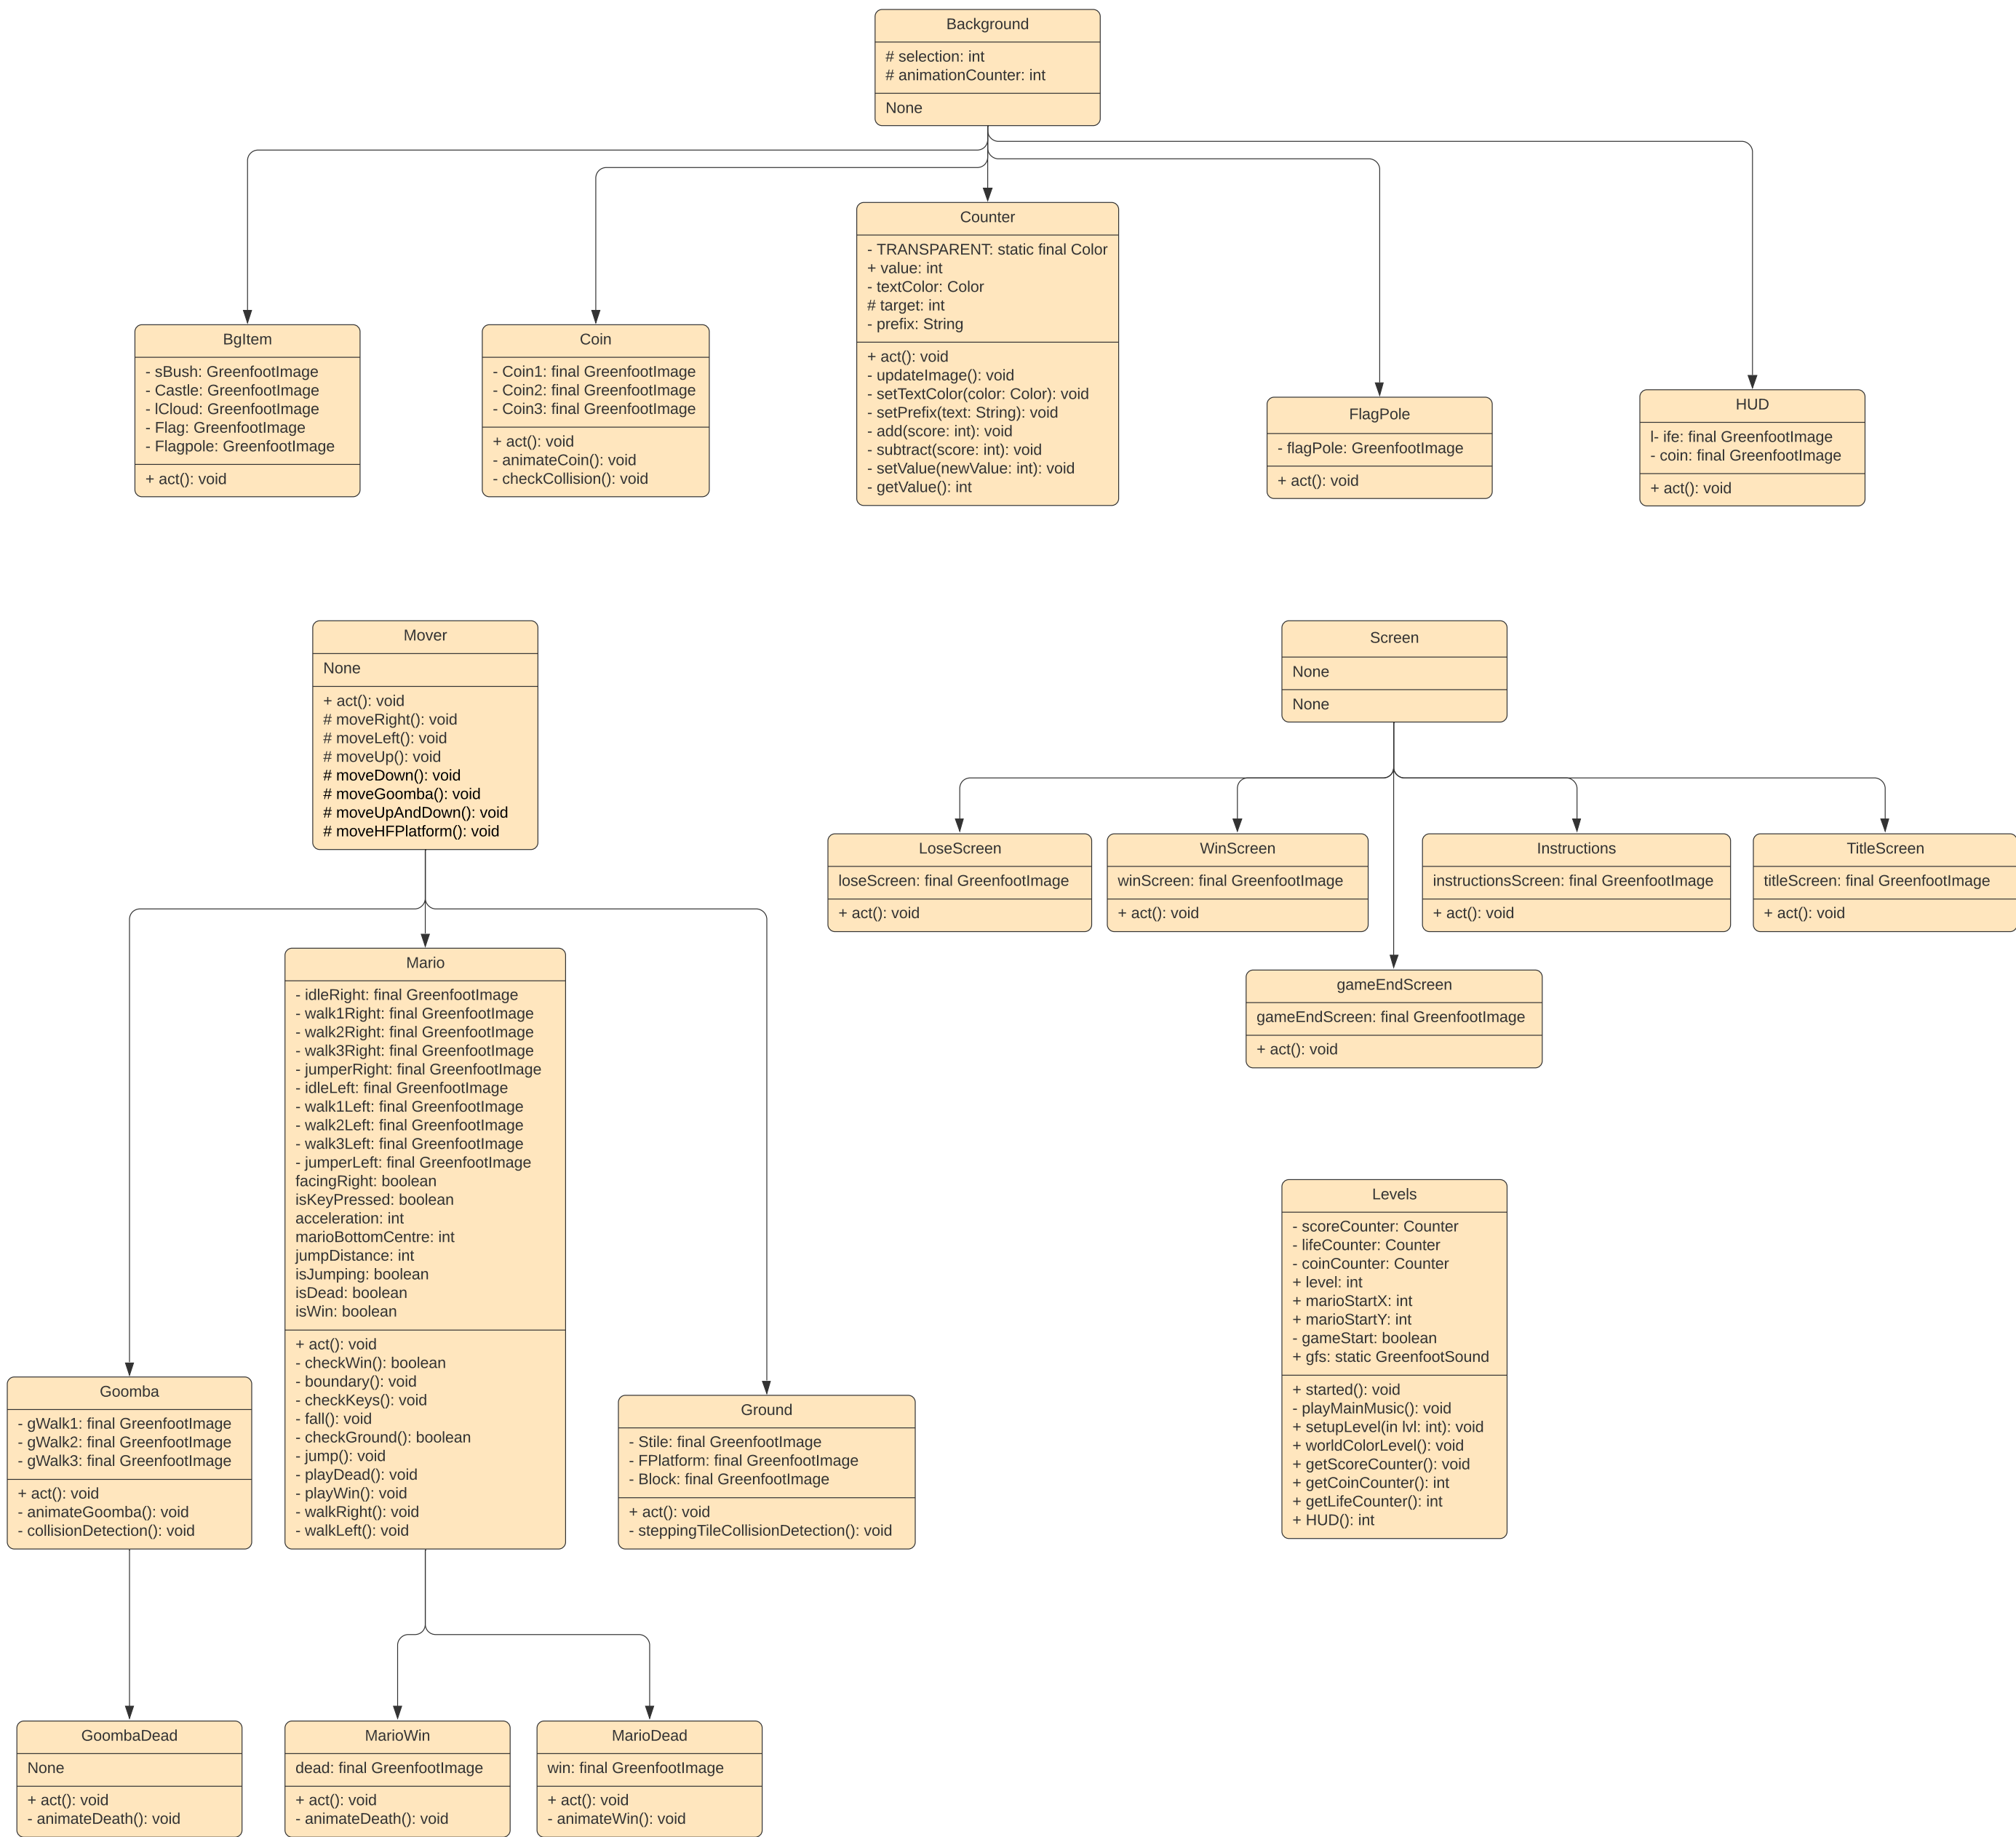 Background
# selection: int
# animationCounter: int
None
BgItem
- sBush: GreenfootImage
- Castle: GreenfootImage
- lCloud: GreenfootImage
- Flag: GreenfootImage
- Flagpole: GreenfootImage
+ act(): void
Coin
- Coin1: final GreenfootImage
- Coin2: final GreenfootImage
- Coin3: final GreenfootImage
+ act(): void
- animateCoin(): void
- checkCollision(): void
Counter
- TRANSPARENT: static final Color
+ value: int
- textColor: Color
# target: int
- prefix: String
+ act(): void
- updateImage(): void
- setTextColor(color: Color): void
- setPrefix(text: String): void
- add(score: int): void
- subtract(score: int): void
- setValue(newValue: int): void
- getValue(): int
FlagPole
- flagPole: GreenfootImage
+ act(): void
HUD
l- ife: final GreenfootImage
- coin: final GreenfootImage
+ act(): void
Mover
None
+ act(): void
# moveRight(): void
# moveLeft(): void
# moveUp(): void
# moveDown(): void
# moveGoomba(): void
# moveUpAndDown(): void
# moveHFPlatform(): void
Screen
None
None
LoseScreen
loseScreen: final GreenfootImage
+ act(): void
WinScreen
winScreen: final GreenfootImage
+ act(): void
Instructions
instructionsScreen: final GreenfootImage
+ act(): void
TitleScreen
titleScreen: final GreenfootImage
+ act(): void
gameEndScreen
gameEndScreen: final GreenfootImage
+ act(): void
Mario
- idleRight: final GreenfootImage
- walk1Right: final GreenfootImage
- walk2Right: final GreenfootImage
- walk3Right: final GreenfootImage
- jumperRight: final GreenfootImage
- idleLeft: final GreenfootImage
- walk1Left: final GreenfootImage
- walk2Left: final GreenfootImage
- walk3Left: final GreenfootImage
- jumperLeft: final GreenfootImage
facingRight: boolean
isKeyPressed: boolean
acceleration: int
marioBottomCentre: int
jumpDistance: int
isJumping: boolean
isDead: boolean
isWin: boolean
+ act(): void
- checkWin(): boolean
- boundary(): void
- checkKeys(): void
- fall(): void
- checkGround(): boolean
- jump(): void
- playDead(): void
- playWin(): void
- walkRight(): void
- walkLeft(): void
Levels
- scoreCounter: Counter
- lifeCounter: Counter
- coinCounter: Counter
+ level: int
+ marioStartX: int
+ marioStartY: int
- gameStart: boolean
+ gfs: static GreenfootSound
+ started(): void
- playMainMusic(): void
+ setupLevel(in lvl: int): void
+ worldColorLevel(): void
+ getScoreCounter(): void
+ getCoinCounter(): int
+ getLifeCounter(): int
+ HUD(): int
Goomba
- gWalk1: final GreenfootImage
- gWalk2: final GreenfootImage
- gWalk3: final GreenfootImage
+ act(): void
- animateGoomba(): void
- collisionDetection(): void
Ground
- Stile: final GreenfootImage
- FPlatform: final GreenfootImage
- Block: final GreenfootImage
+ act(): void
- steppingTileCollisionDetection(): void
GoombaDead
None
+ act(): void
- animateDeath(): void
MarioWin
dead: final GreenfootImage
+ act(): void
- animateDeath(): void
MarioDead
win: final GreenfootImage
+ act(): void
- animateWin(): void